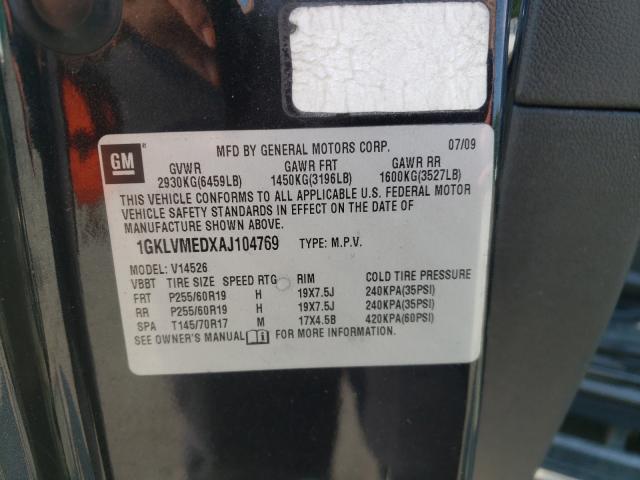 GM
MFD BY GENERAL MOTORS CORP. 07/09
GVWR GAWR FRT GAWR RR
2930KG(6459LB) 1450KG(3196LB) 1600KG(3527LB)
THIS VEHICLE CONFORMS TO ALL APPLICABLE U.S. FEDERAL MOTOR
VEHICLE SAFETY STANDARDS IN EFFECT ON THE DATE OF
MANUFACTURE SHOWN ABOVE.
1GKLVMEDXAJ104769 TYPE: M.P.V.
MODEL: V14526
VBBT TIRE SIZE SPEED RTG RIM COLD TIRE PRESSURE
FRT P255/60R19 H 19X7.5J 240KPA(35PSI)
RR P255/60R19 H 19X7.5J 240KPA(35PSI)
SPA T145/70R17 M 17X4.5B 420KPA(60PSI)
SEE OWNER'S MANUAL FOR MORE INFORMATION.